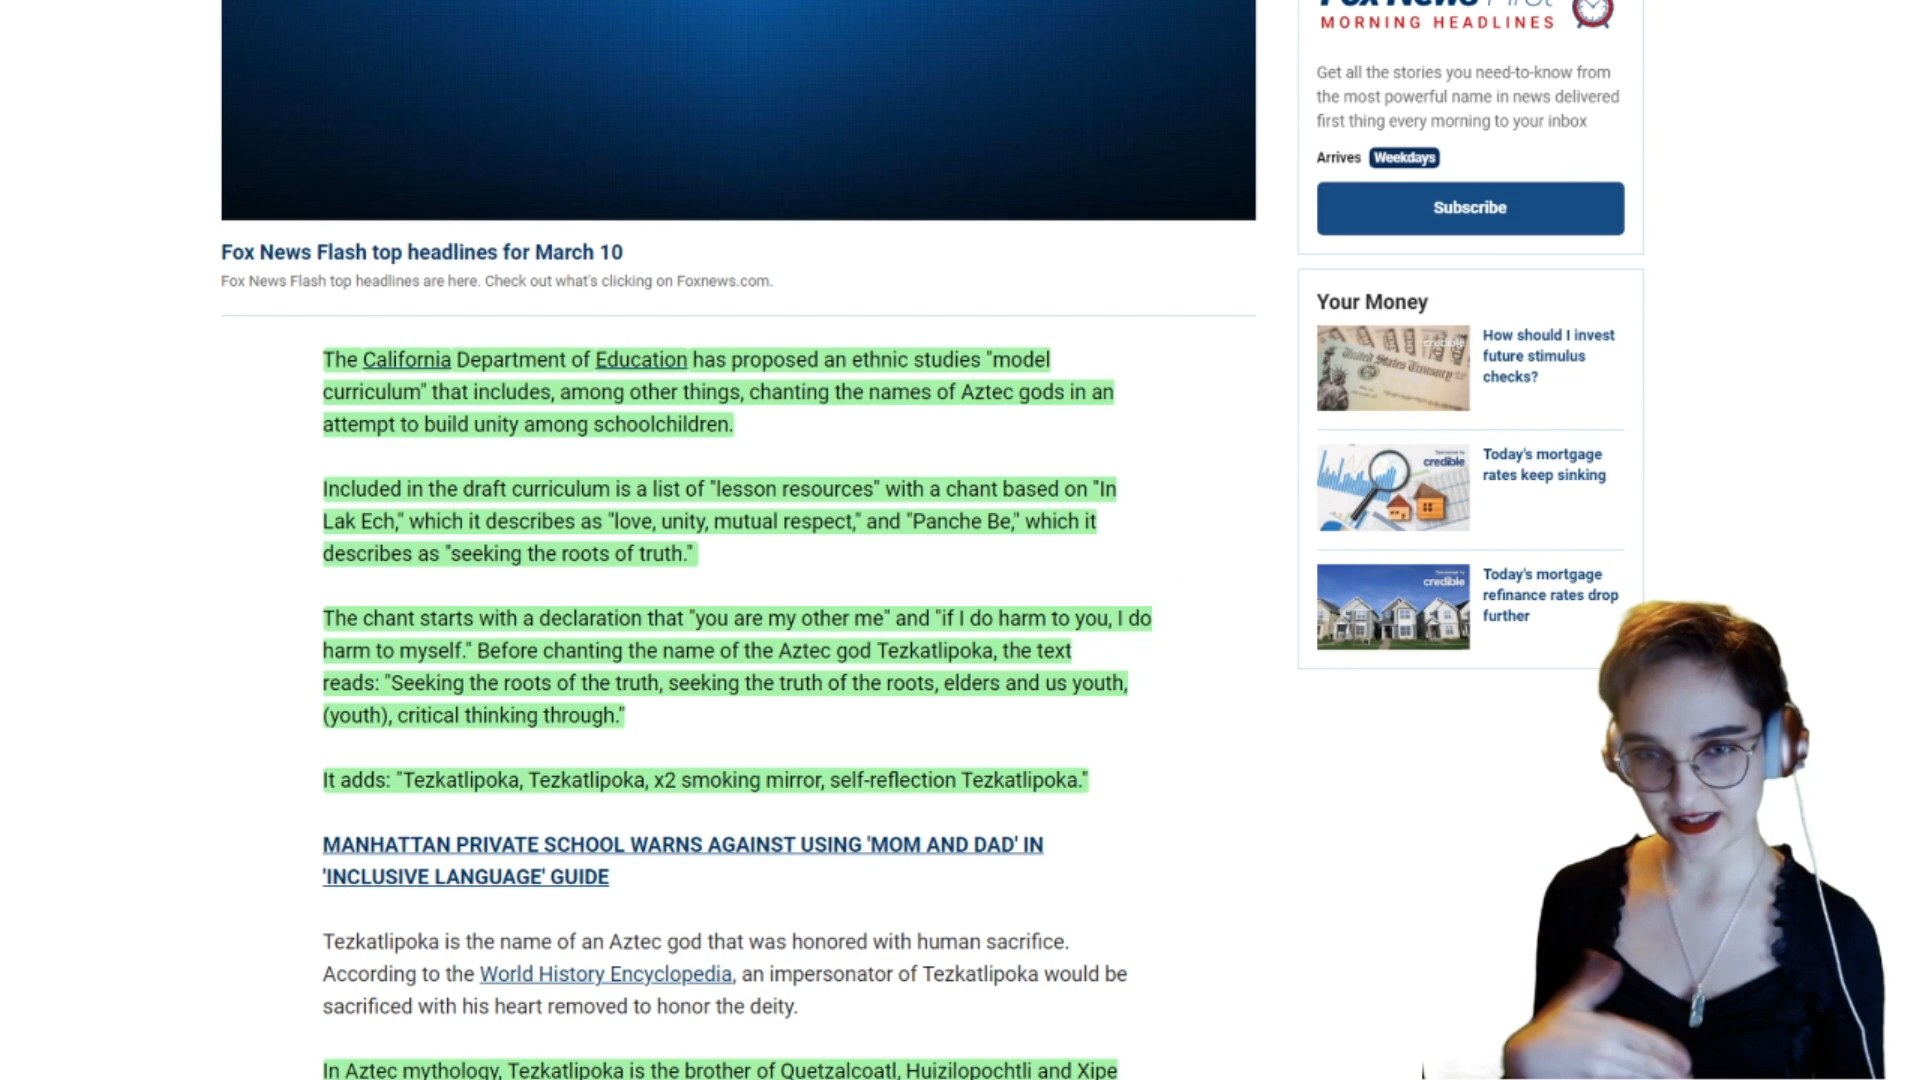 Fox News First
MORNING HEADLINES
Get all the stories you need-to-know from
the most powerful name in news delivered
first thing every morning to your inbox
Arrives Weekdays
Subscribe
Fox News Flash top headlines for March 10
Fox News Flash top headlines are here. Check out what's clicking on Foxnews.com.
The California Department of Education has proposed an ethnic studies "model
curriculum" that includes, among other things, chanting the names of Aztec gods in an
attempt to build unity among schoolchildren.
Included in the draft curriculum is a list of "lesson resources" with a chant based on "In
Lak Ech," which it describes as "love, unity, mutual respect," and "Panche Be," which it
describes as "seeking the roots of truth."
The chant starts with a declaration that "you are my other me" and "if I do harm to you, I do
harm to myself." Before chanting the name of the Aztec god Tezkatlipoka, the text
reads: "Seeking the roots of the truth, seeking the truth of the roots, elders and us youth,
(youth), critical thinking through."
It adds: "Tezkatlipoka, Tezkatlipoka, x2 smoking mirror, self-reflection Tezkatlipoka."
MANHATTAN PRIVATE SCHOOL WARNS AGAINST USING 'MOM AND DAD' IN
'INCLUSIVE LANGUAGE' GUIDE
Tezkatlipoka is the name of an Aztec god that was honored with human sacrifice.
According to the World History Encyclopedia, an impersonator of Tezkatlipoka would be
sacrificed with his heart removed to honor the deity.
In Aztec mythology, Tezkatlipoka is the brother of Quetzalcoatl, Huizilopochtli and Xipe
Your Money
credible
United States Treasury
How should I invest
future stimulus
checks?
Sponsored by
credible
Today's mortgage
rates keep sinking
Sponsored by
credible
Today's mortgage
refinance rates drop
further